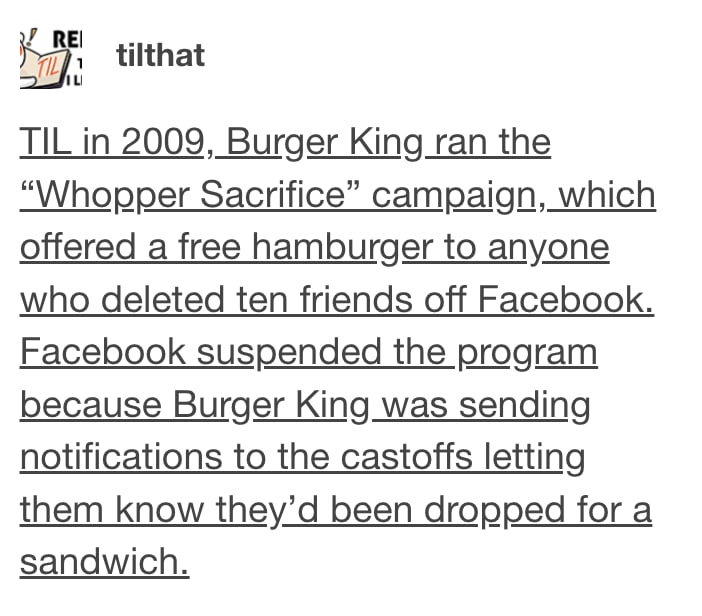 RE
TIL
tilthat
TIL in 2009, Burger King ran the
“Whopper Sacrifice” campaign, which
offered a free hamburger to anyone
who deleted ten friends off Facebook.
Facebook suspended the program
because Burger King was sending
notifications to the castoffs letting
them know they’d been dropped for a
sandwich.